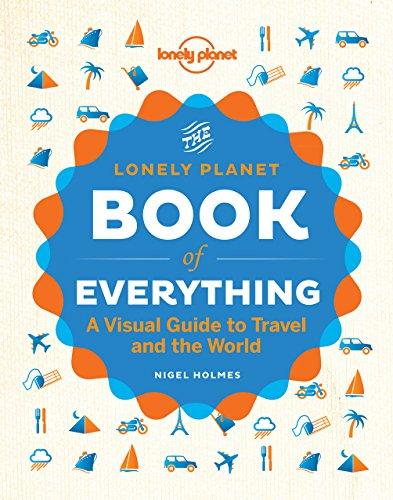 lonely planet
THE
LONELY PLANET
BOOK
of
EVERYTHING
A Visual Guide to Travel
and the World
NIGEL HOLMES